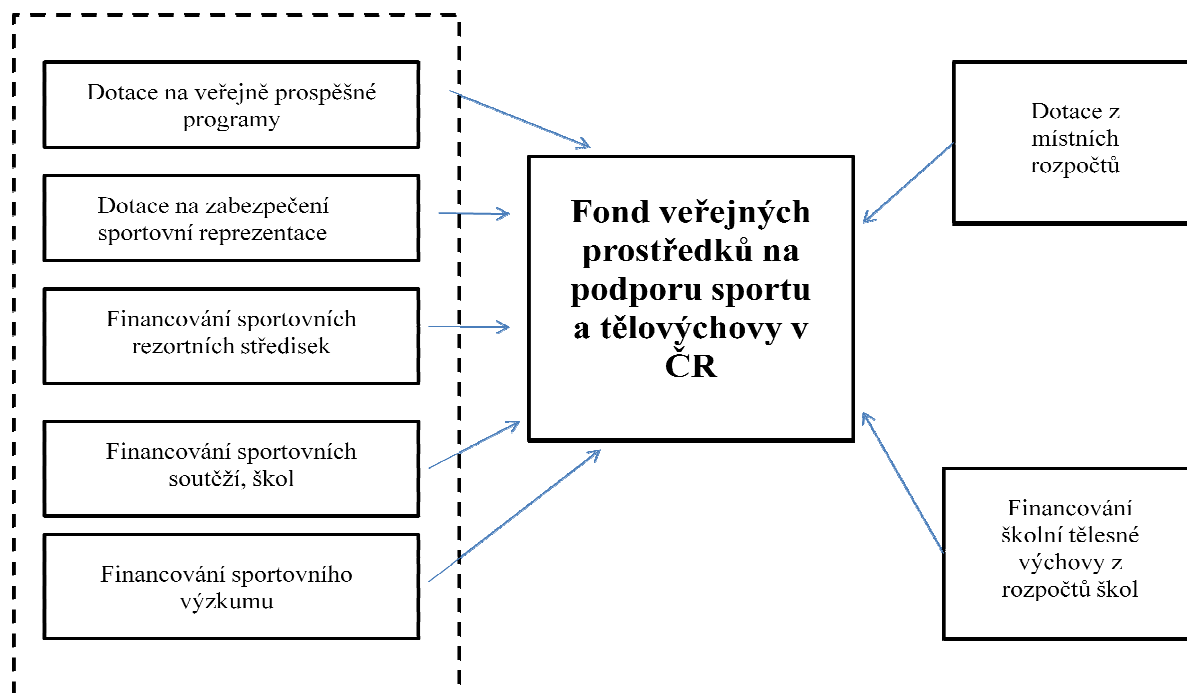 Dotace na veřejně prospěšné
programy
Dotace na zabezpečení
sportovní reprezentace
Financování sportovních
rezortních středisek
Financování sportovních
soutěží, škol
Financování sportovního
výzkumu
Fond veřejných
prostředků na
podporu sportu
a tělovýchovy v
ČR
Dotace z
místních
rozpočtů
Financování
školní tělesné
výchovy z
rozpočtů škol